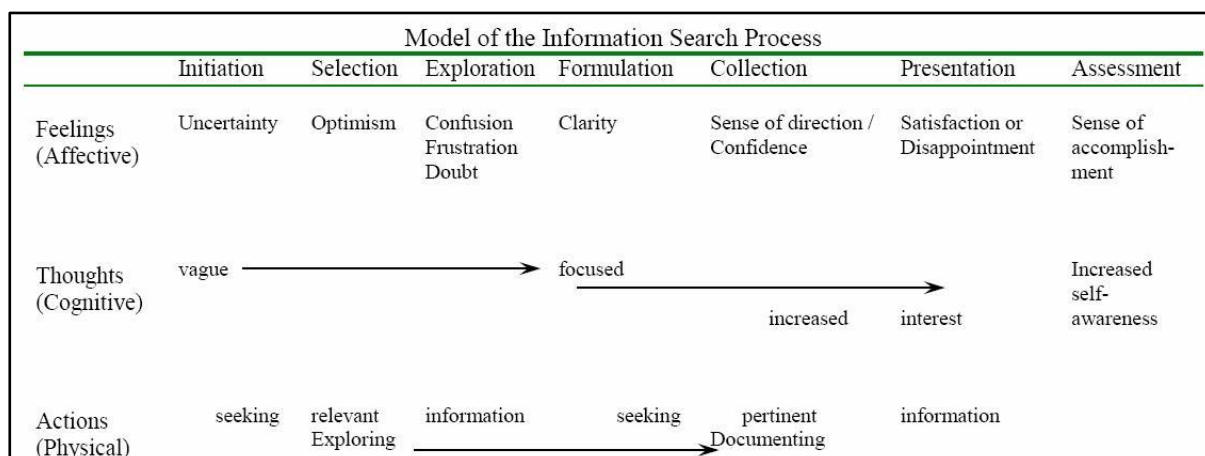 Model of the Information Search Process
Initiation Selection Exploration Formulation Collection Presentation Assessment
Feelings Uncertainty Optimism Confusion Clarity Sense of direction / Satisfaction or Sense of
(Affective) Frustration Confidence Disappointment accomplish-
Doubt ment
Thoughts vague focused Increased
(Cognitive) self-
increased interest awareness
Actions seeking relevant information seeking pertinent information
(Physical) Exploring Documenting